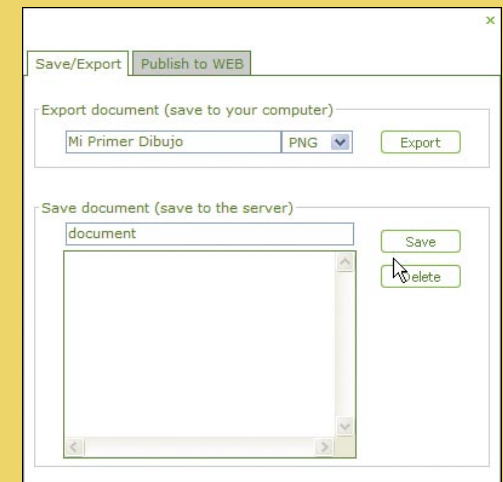 ×
Save/Export Publish to WEB
Export document (save to your computer)
Mi Primer Dibujo PNG Export
Save document (save to the server)
document
Save
Delete